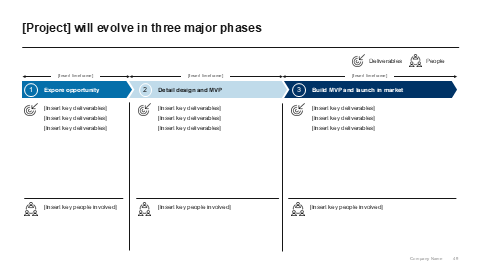 [Project] will evolve in three major phases
Deliverables
People
[Insert timeframe]
[Insert timeframe]
[Insert timeframe]
1 Expore opportunity
2 Detail design and MVP
3 Build MVP and launch in market
[Insert key deliverables]
[Insert key deliverables]
[Insert key deliverables]
[Insert key deliverables]
[Insert key deliverables]
[Insert key deliverables]
[Insert key deliverables]
[Insert key deliverables]
[Insert key deliverables]
[Insert key people involved]
[Insert key people involved]
[Insert key people involved]
Company Name